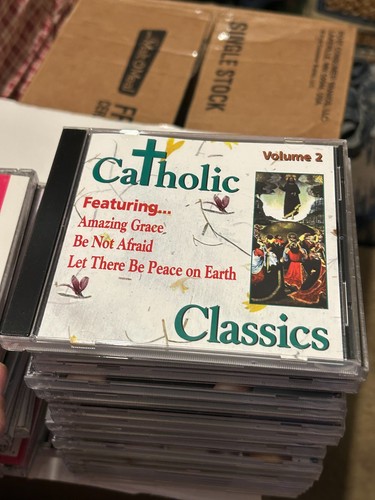 SINGLE STOCK
Volume 2
Catholic
Featuring...
Amazing Grace
Be Not Afraid
Let There Be Peace on Earth
Classics